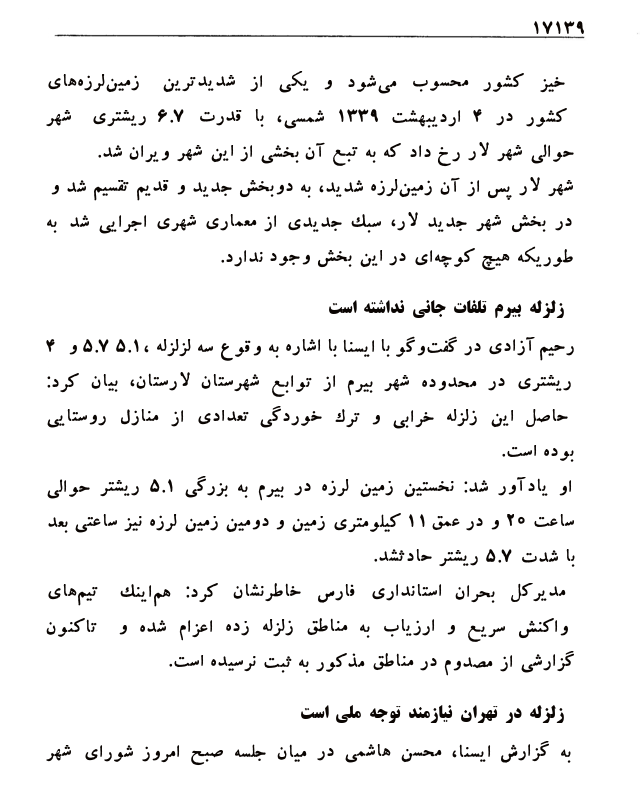 ۱۷۱۳۹
خیز کشور محسوب می‌شود و یکی از شدیدترین زمین‌لرزه‌های
کشور در ۴ اردیبهشت ۱۳۳۹ شمسی، با قدرت ۶.۷ ریشتری شهر
حوالی شهر لار رخ داد که به تبع آن بخشی از این شهر ویران شد.
شهر لار پس از آن زمین‌لرزه شدید، به دوبخش جدید و قدیم تقسیم شد و
در بخش شهر جدید لار، سبك جدیدی از معماری شهری اجرایی شد به
طوریکه هیچ کوچه‌ای در این بخش وجود ندارد.
زلزله بیرم تلفات جانی نداشته است
رحیم آزادی در گفت‌وگو با ایسنا با اشاره به وقوع سه لزلزله ،۵.۱ ۵.۷ و ۴
ریشتری در محدوده شهر بیرم از توابع شهرستان لارستان، بیان کرد:
حاصل این زلزله خرابی و ترك خوردگی تعدادی از منازل روستایی
بوده است.
او یادآور شد: نخستین زمین لرزه در بیرم به بزرگی ۵.۱ ریشتر حوالی
ساعت ۲۰ و در عمق ۱۱ کیلومتری زمین و دومین زمین لرزه نیز ساعتی بعد
با شدت ۵.۷ ریشتر حادثشد.
مدیرکل بحران استانداری فارس خاطرنشان کرد: هم‌اینك تیم‌های
واکنش سریع و ارزیاب به مناطق زلزله زده اعزام شده و تاکنون
گزارشی از مصدوم در مناطق مذکور به ثبت نرسیده است.
زلزله در تهران نیازمند توجه ملی است
به گزارش ایسنا، محسن هاشمی در میان جلسه صبح امروز شورای شهر